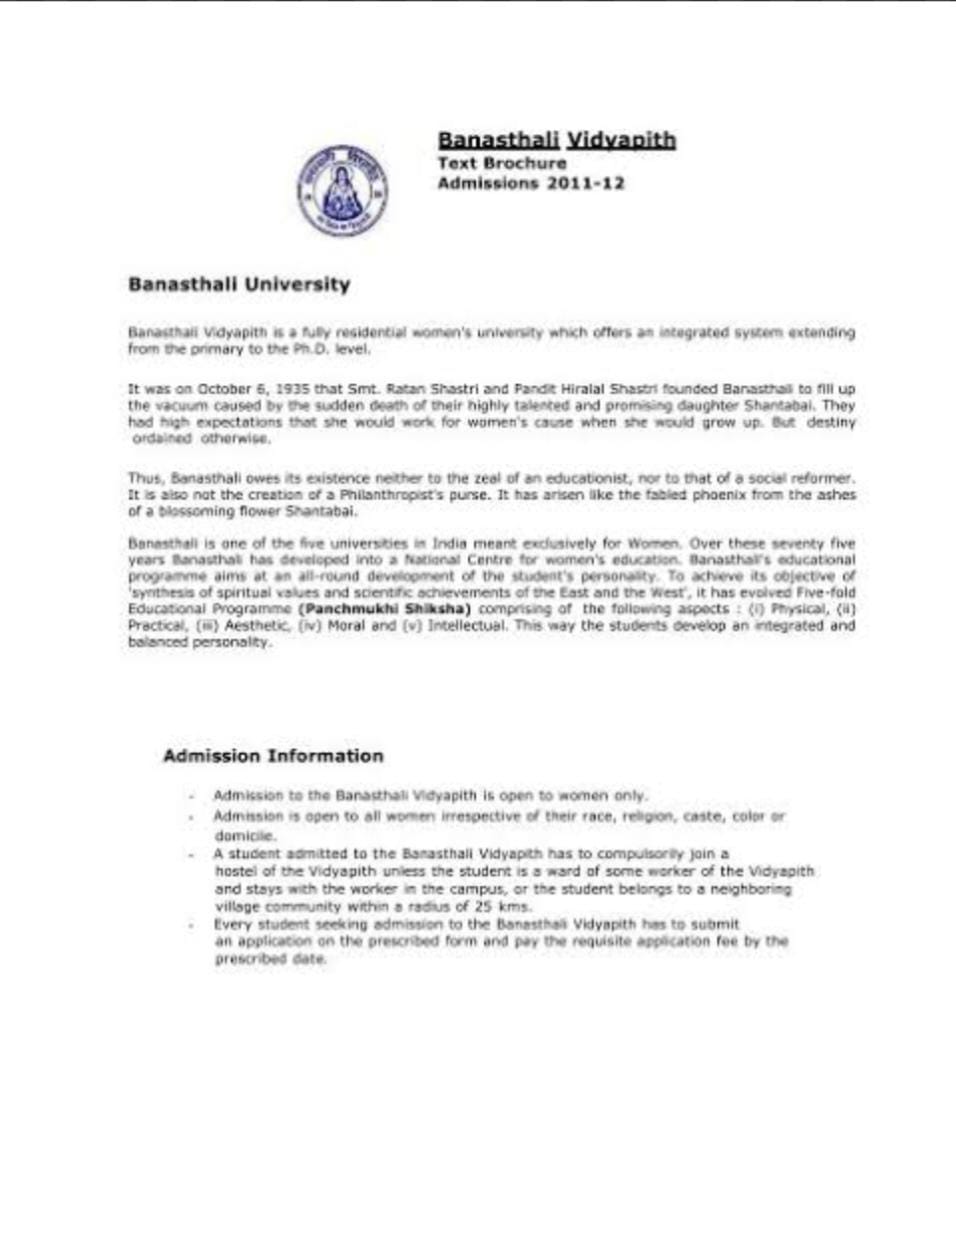 Banasthali Vidyapith
Text Brochure
Admissions 2011-12
Banasthali University
Banasthali Vidyapith is a fully residential women's university which offers an integrated system extending
from the primary to the Ph.D. level.
It was on October 6, 1935 that Smt. Ratan Shastri and Pandit Hiralal Shastri founded Banasthali to fill up
the vacuum caused by the sudden death of their highly talented and promising daughter Shantabai. They
had high expectations that she would work for women's cause when she would grow up. But destiny
ordained otherwise.
Thus, Banasthali owes its existence neither to the zeal of an educationist, nor to that of a social reformer.
It is also not the creation of a Philanthropist's purse. It has arisen like the fabled phoenix from the ashes
of a blossoming flower Shantabai.
Banasthali is one of the five universities in India meant exclusively for Women. Over these seventy five
years Banasthali has developed into a National Centre for women's education. Banasthali's educational
programme aims at an all-round development of the student's personality. To achieve its objective of
'synthesis of spiritual values and scientific achievements of the East and the West', it has evolved Five-fold
Educational Programme (Panchmukhi Shiksha) comprising of the following aspects : (i) Physical, (ii)
Practical, (iii) Aesthetic, (iv) Moral and (v) Intellectual. This way the students develop an integrated and
balanced personality.
Admission Information
- Admission to the Banasthali Vidyapith is open to women only.
- Admission is open to all women irrespective of their race, religion, caste, color or
domicile.
- A student admitted to the Banasthali Vidyapith has to compulsorily join a
hostel of the Vidyapith unless the student is a ward of some worker of the Vidyapith
and stays with the worker in the campus, or the student belongs to a neighboring
village community within a radius of 25 kms.
- Every student seeking admission to the Banasthali Vidyapith has to submit
an application on the prescribed form and pay the requisite application fee by the
prescribed date.